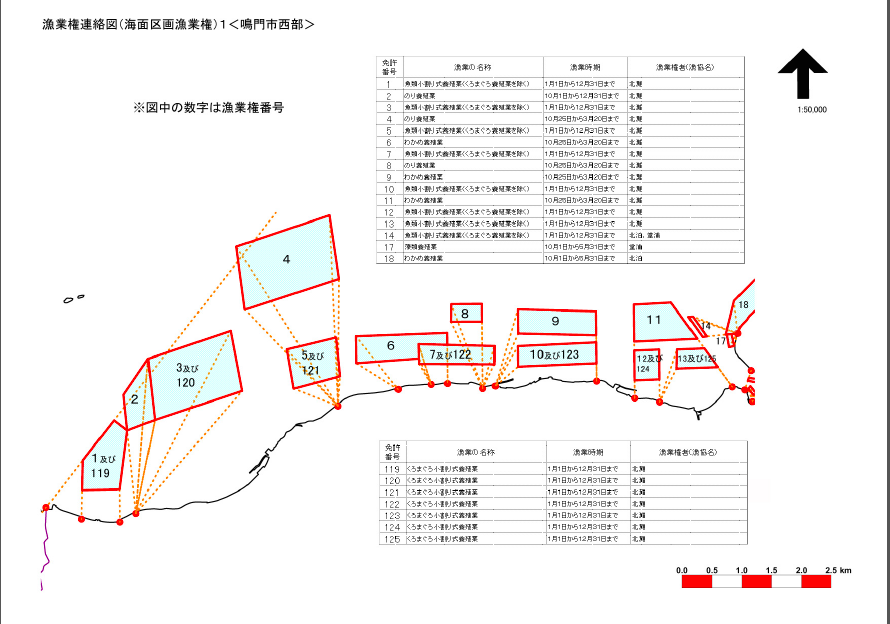 漁業権連絡図(海面区画漁業権)1＜鳴門市西部＞
※図中の数字は漁業権番号
免許番号 漁業の名称 漁業時期 漁業権者(漁協名)
1 魚類小割り式養殖業(くろまぐろ養殖業を除く) 1月1日から12月31日まで 北灘
2 のり養殖業 10月1日から12月31日まで 北灘
3 魚類小割り式養殖業(くろまぐろ養殖業を除く) 1月1日から12月31日まで 北灘
4 のり養殖業 10月25日から3月20日まで 北灘
5 魚類小割り式養殖業(くろまぐろ養殖業を除く) 1月1日から12月31日まで 北灘
6 わかめ養殖業 10月25日から3月20日まで 北灘
7 魚類小割り式養殖業(くろまぐろ養殖業を除く) 1月1日から12月31日まで 北灘
8 のり養殖業 10月25日から3月20日まで 北灘
9 わかめ養殖業 10月25日から3月20日まで 北灘
10 魚類小割り式養殖業(くろまぐろ養殖業を除く) 1月1日から12月31日まで 北灘
11 わかめ養殖業 10月25日から3月20日まで 北灘
12 魚類小割り式養殖業(くろまぐろ養殖業を除く) 1月1日から12月31日まで 北灘
13 魚類小割り式養殖業(くろまぐろ養殖業を除く) 1月1日から12月31日まで 北灘
14 魚類小割り式養殖業(くろまぐろ養殖業を除く) 1月1日から12月31日まで 北泊、堂浦
17 藻類養殖業 10月1日から5月31日まで 堂浦
18 わかめ養殖業 10月1日から5月31日まで 北泊
1:50,000
4
18
8
9
11
14
17
6
7及び122
10及び123
12及び
124
13及び125
5及び
121
3及び
120
2
1及び
119
免許番号 漁業の名称 漁業時期 漁業権者(漁協名)
119 くろまぐろ小割り式養殖業 1月1日から12月31日まで 北灘
120 くろまぐろ小割り式養殖業 1月1日から12月31日まで 北灘
121 くろまぐろ小割り式養殖業 1月1日から12月31日まで 北灘
122 くろまぐろ小割り式養殖業 1月1日から12月31日まで 北灘
123 くろまぐろ小割り式養殖業 1月1日から12月31日まで 北灘
124 くろまぐろ小割り式養殖業 1月1日から12月31日まで 北灘
125 くろまぐろ小割り式養殖業 1月1日から12月31日まで 北灘
0.0 0.5 1.0 1.5 2.0 2.5 km